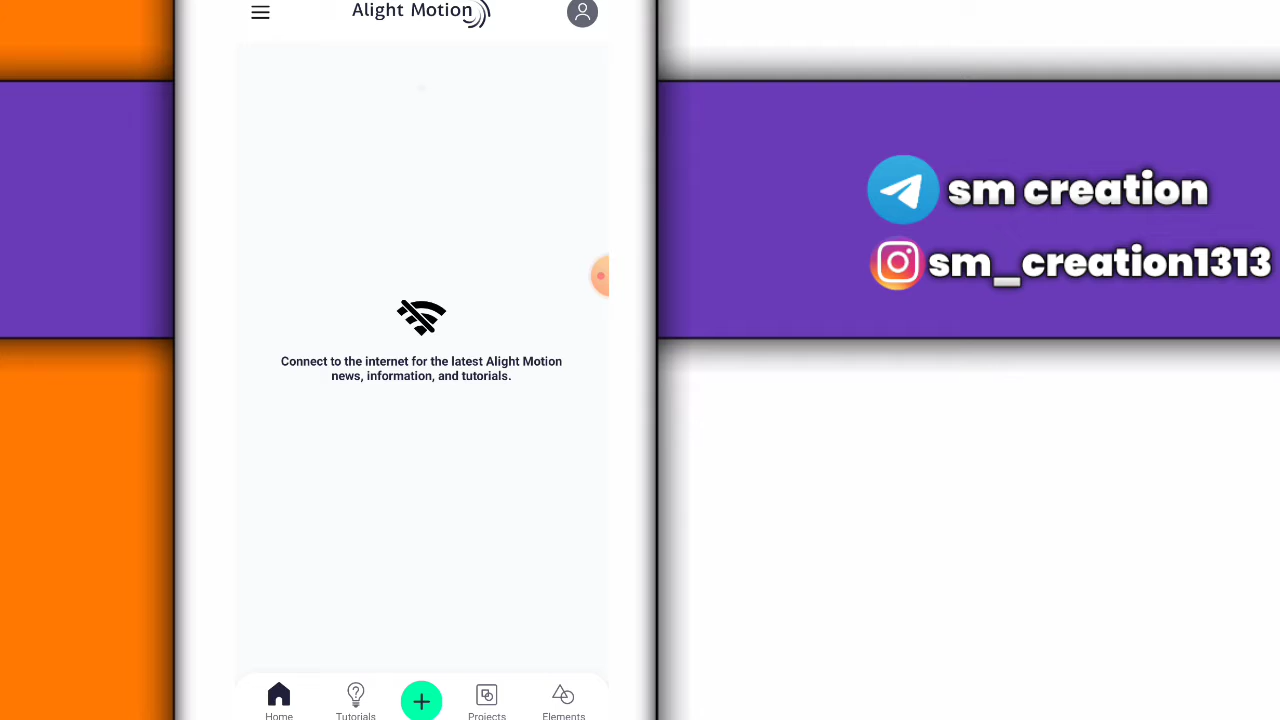 Alight Motion
sm creation
sm_creation1313
Connect to the internet for the latest Alight Motion
news, information, and tutorials.
Home
Tutorials
Projects
Elements